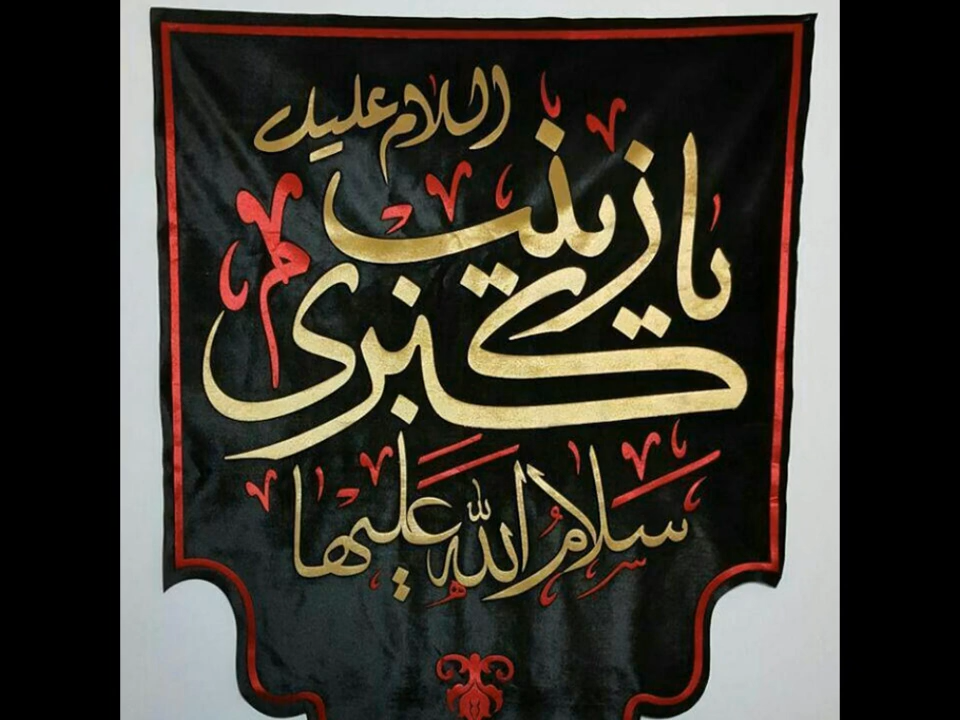 السلام علیک
یا زینب
کبری
سلام الله علیها